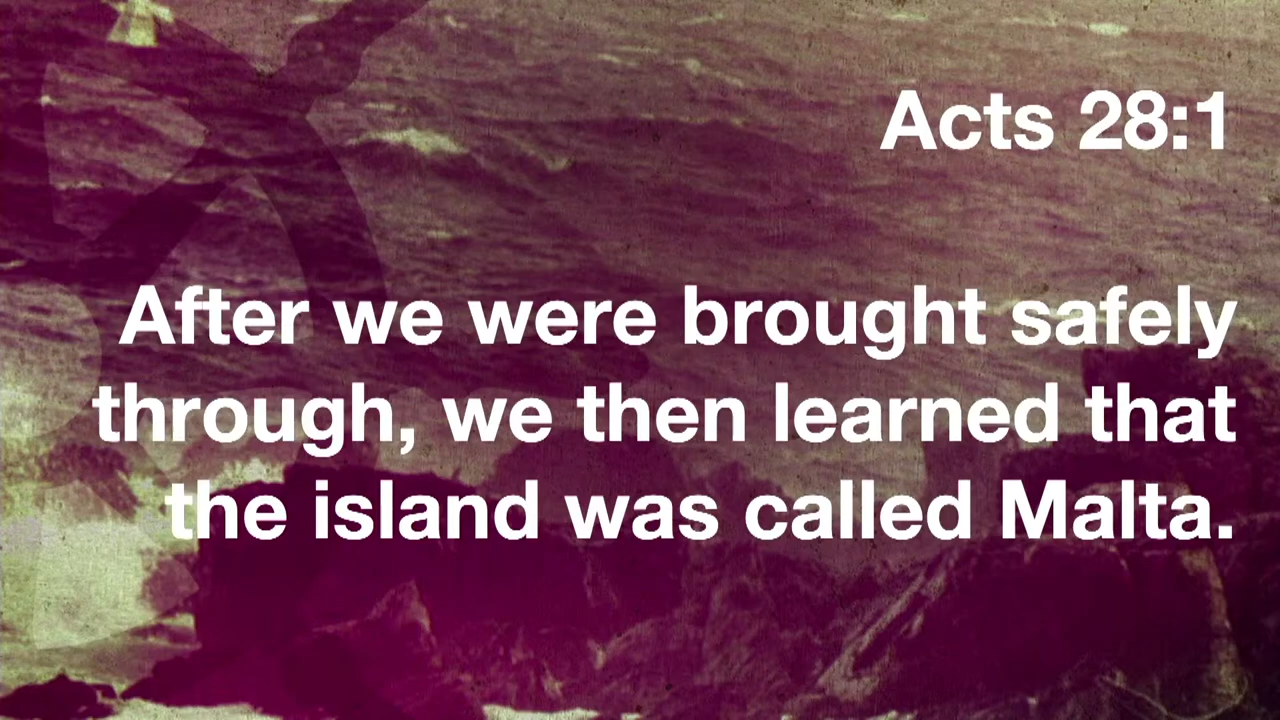 Acts 28:1
After we were brought safely
through, we then learned that
the island was called Malta.